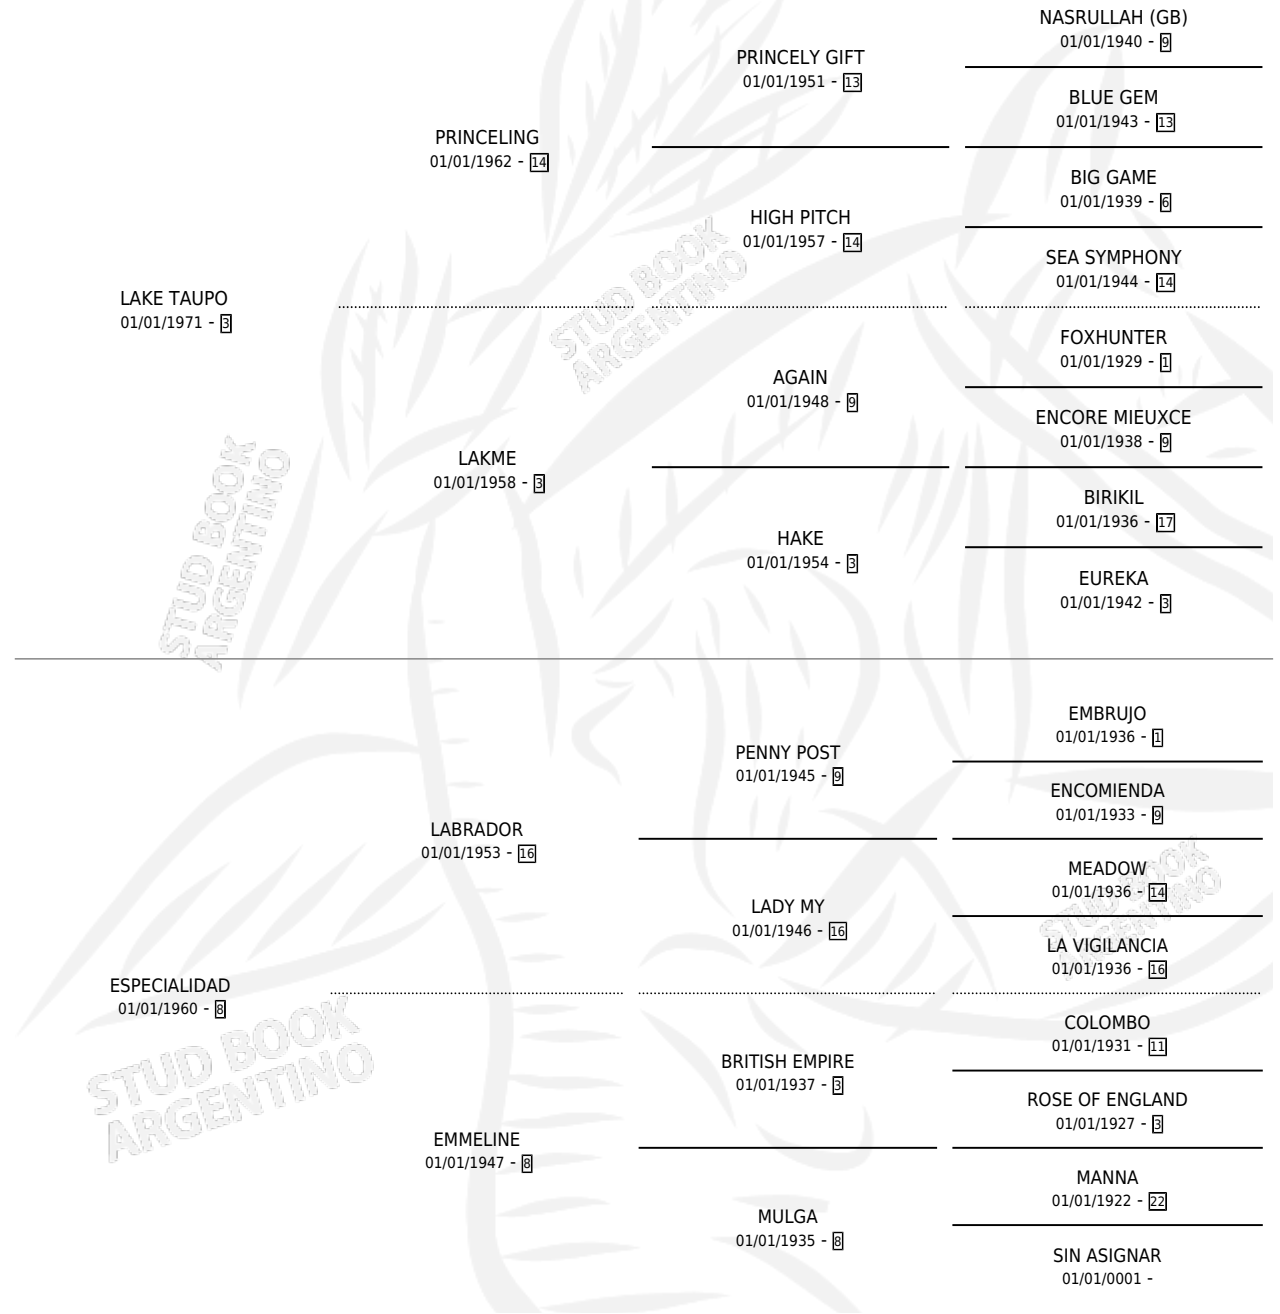 NASRULLAH (GB)
01/01/1940 - 9
PRINCELY GIFT
01/01/1951 - 13
BLUE GEM
01/01/1943 - 13
PRINCELING
01/01/1962 - 14
BIG GAME
01/01/1939 - 6
HIGH PITCH
01/01/1957 - 14
SEA SYMPHONY
01/01/1944 - 14
LAKE TAUPO
01/01/1971 - 3
STUD BOOK
ARGENTINO
FOXHUNTER
01/01/1929 - 1
AGAIN
01/01/1948 - 9
ENCORE MIEUXCE
01/01/1938 - 9
LAKME
01/01/1958 - 3
BIRIKIL
01/01/1936 - 17
HAKE
01/01/1954 - 3
EUREKA
01/01/1942 - 3
STUD BOOK
ARGENTINO
EMBRUJO
01/01/1936 - 1
PENNY POST
01/01/1945 - 9
ENCOMIENDA
01/01/1933 - 9
LABRADOR
01/01/1953 - 16
MEADOW
01/01/1936 - 14
LADY MY
01/01/1946 - 16
STUD BOOK
ARGENTINO
LA VIGILANCIA
01/01/1936 - 16
ESPECIALIDAD
01/01/1960 - 8
COLOMBO
01/01/1931 - 11
BRITISH EMPIRE
01/01/1937 - 3
STUD BOOK
ARGENTINO
ROSE OF ENGLAND
01/01/1927 - 3
EMMELINE
01/01/1947 - 8
MANNA
01/01/1922 - 22
MULGA
01/01/1935 - 8
SIN ASIGNAR
01/01/0001 -